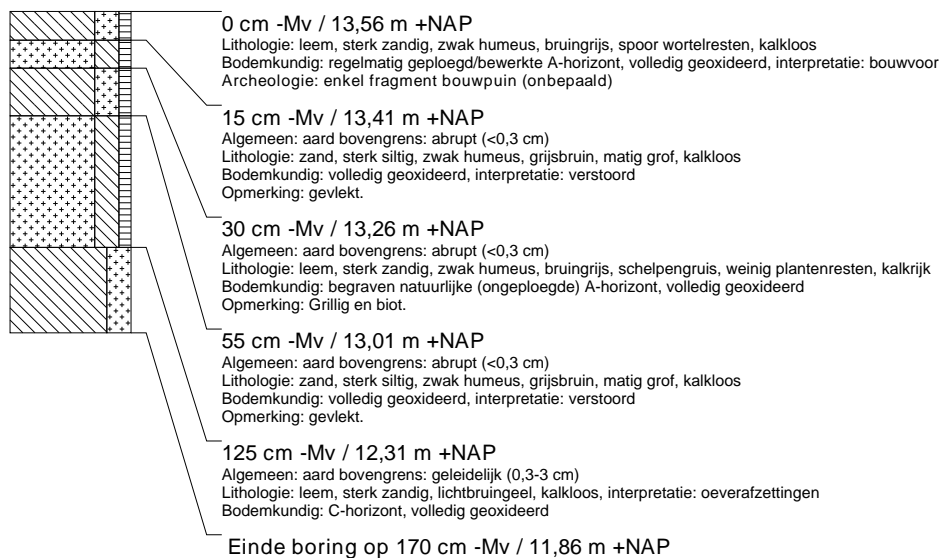 0 cm -Mv / 13,56 m +NAP
Lithologie: leem, sterk zandig, zwak humeus, bruingrijs, spoor wortelresten, kalkloos
Bodemkundig: regelmatig geploegd/bewerkte A-horizont, volledig geoxideerd, interpretatie: bouwvoor
Archeologie: enkel fragment bouwpuin (onbepaald)
15 cm -Mv / 13,41 m +NAP
Algemeen: aard bovengrens: abrupt (<0,3 cm)
Lithologie: zand, sterk siltig, zwak humeus, grijsbruin, matig grof, kalkloos
Bodemkundig: volledig geoxideerd, interpretatie: verstoord
Opmerking: gevlekt.
30 cm -Mv / 13,26 m +NAP
Algemeen: aard bovengrens: abrupt (<0,3 cm)
Lithologie: leem, sterk zandig, zwak humeus, bruingrijs, schelpengruis, weinig plantenresten, kalkrijk
Bodemkundig: begraven natuurlijke (ongeploegde) A-horizont, volledig geoxideerd
Opmerking: Grillig en biot.
55 cm -Mv / 13,01 m +NAP
Algemeen: aard bovengrens: abrupt (<0,3 cm)
Lithologie: zand, sterk siltig, zwak humeus, grijsbruin, matig grof, kalkloos
Bodemkundig: volledig geoxideerd, interpretatie: verstoord
Opmerking: gevlekt.
125 cm -Mv / 12,31 m +NAP
Algemeen: aard bovengrens: geleidelijk (0,3-3 cm)
Lithologie: leem, sterk zandig, lichtbruingeel, kalkloos, interpretatie: oeverafzettingen
Bodemkundig: C-horizont, volledig geoxideerd
Einde boring op 170 cm -Mv / 11,86 m +NAP